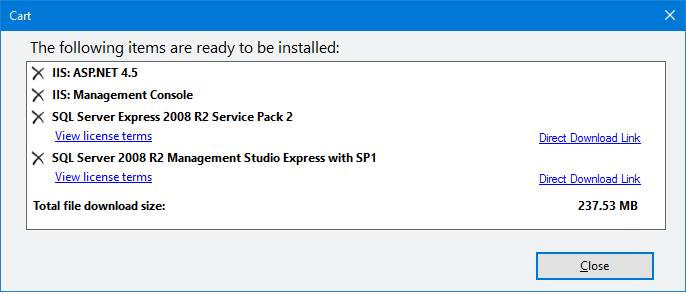 Cart
The following items are ready to be installed:
IIS: ASP.NET 4.5
IIS: Management Console
SQL Server Express 2008 R2 Service Pack 2
View license terms
Direct Download Link
SQL Server 2008 R2 Management Studio Express with SP1
View license terms
Direct Download Link
Total file download size: 237.53 MB
Close